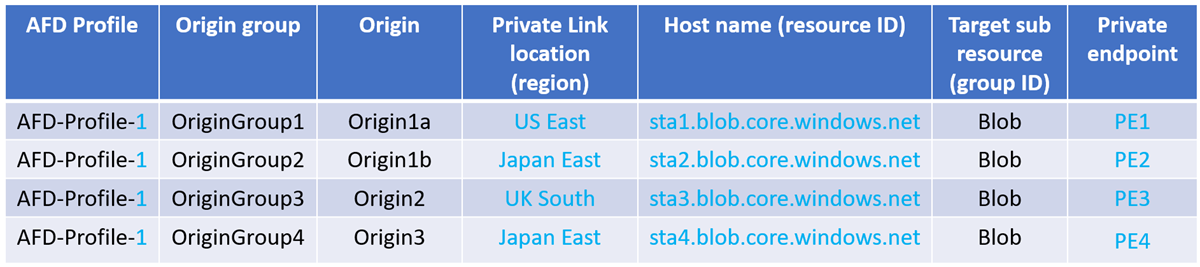 AFD Profile Origin group Origin Private Link location (region) Host name (resource ID) Target sub resource (group ID) Private endpoint
AFD-Profile-1 OriginGroup1 Origin1a US East sta1.blob.core.windows.net Blob PE1
AFD-Profile-1 OriginGroup2 Origin1b Japan East sta2.blob.core.windows.net Blob PE2
AFD-Profile-1 OriginGroup3 Origin2 UK South sta3.blob.core.windows.net Blob PE3
AFD-Profile-1 OriginGroup4 Origin3 Japan East sta4.blob.core.windows.net Blob PE4